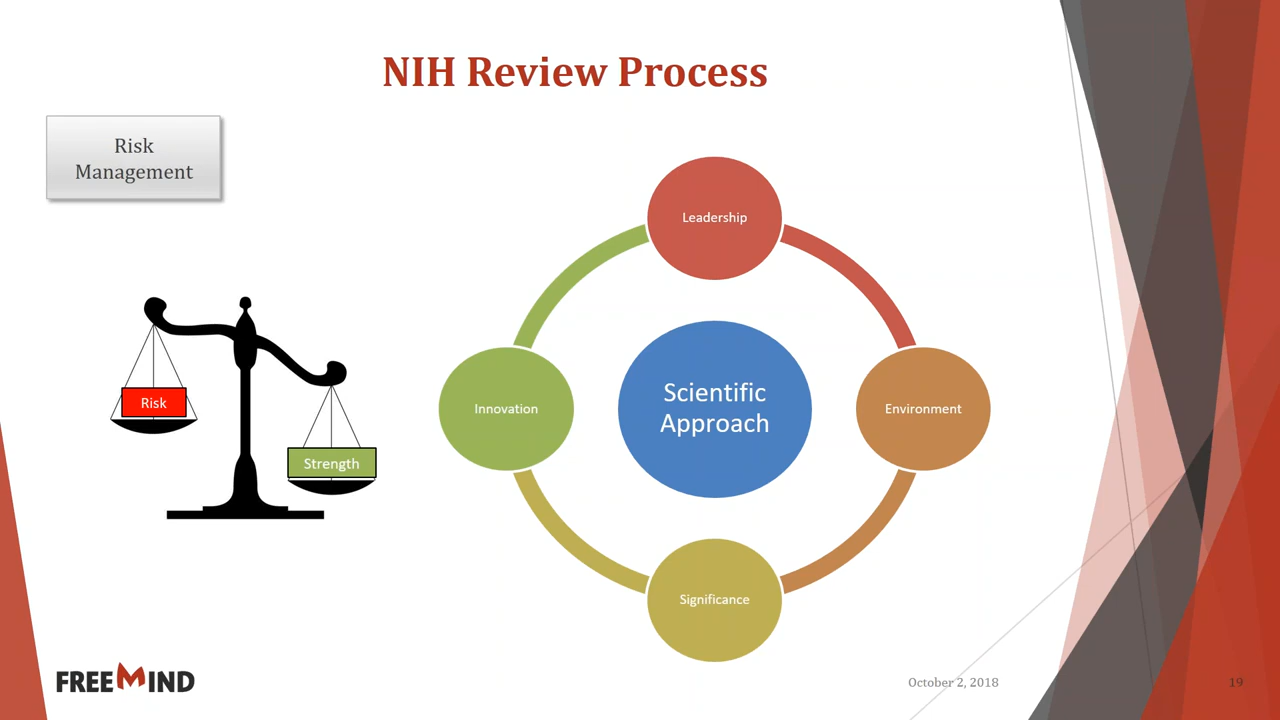 NIH Review Process
Risk
Management
Leadership
Risk
Strength
Innovation
Scientific
Approach
Environment
Significance
FREEMIND
October 2, 2018
19